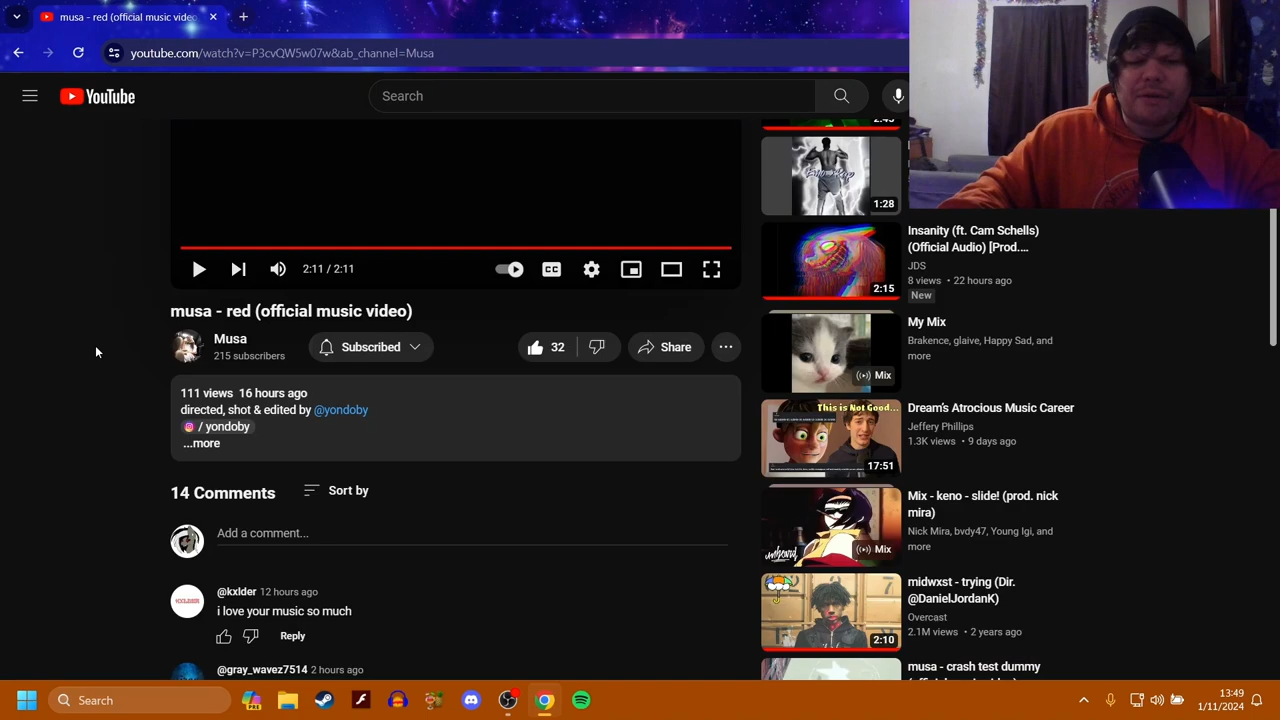 musa - red (official music video
youtube.com/watch?v=P3cvQW5w07w&ab_channel=Musa
YouTube
Search
2:11 / 2:11
CC
musa - red (official music video)
Musa
215 subscribers
Subscribed
32
Share
111 views 16 hours ago
directed, shot & edited by @yondoby
/ yondoby
...more
14 Comments
Sort by
Add a comment...
@kxlder 12 hours ago
i love your music so much
Reply
@gray_wavez7514 2 hours ago
1:28
2:15
Insanity (ft. Cam Schells)
(Official Audio) [Prod....
JDS
8 views • 22 hours ago
New
Mix
My Mix
Brakence, glaive, Happy Sad, and
more
This is Not Good...
17:51
Dream's Atrocious Music Career
Jeffery Phillips
1.3K views • 9 days ago
Mix
Mix - keno - slide! (prod. nick
mira)
Nick Mira, bvdy47, Young Igi, and
more
2:10
midwxst - trying (Dir.
@DanielJordanK)
Overcast
2.1M views • 2 years ago
musa - crash test dummy
Search
PRE
13:49
1/11/2024